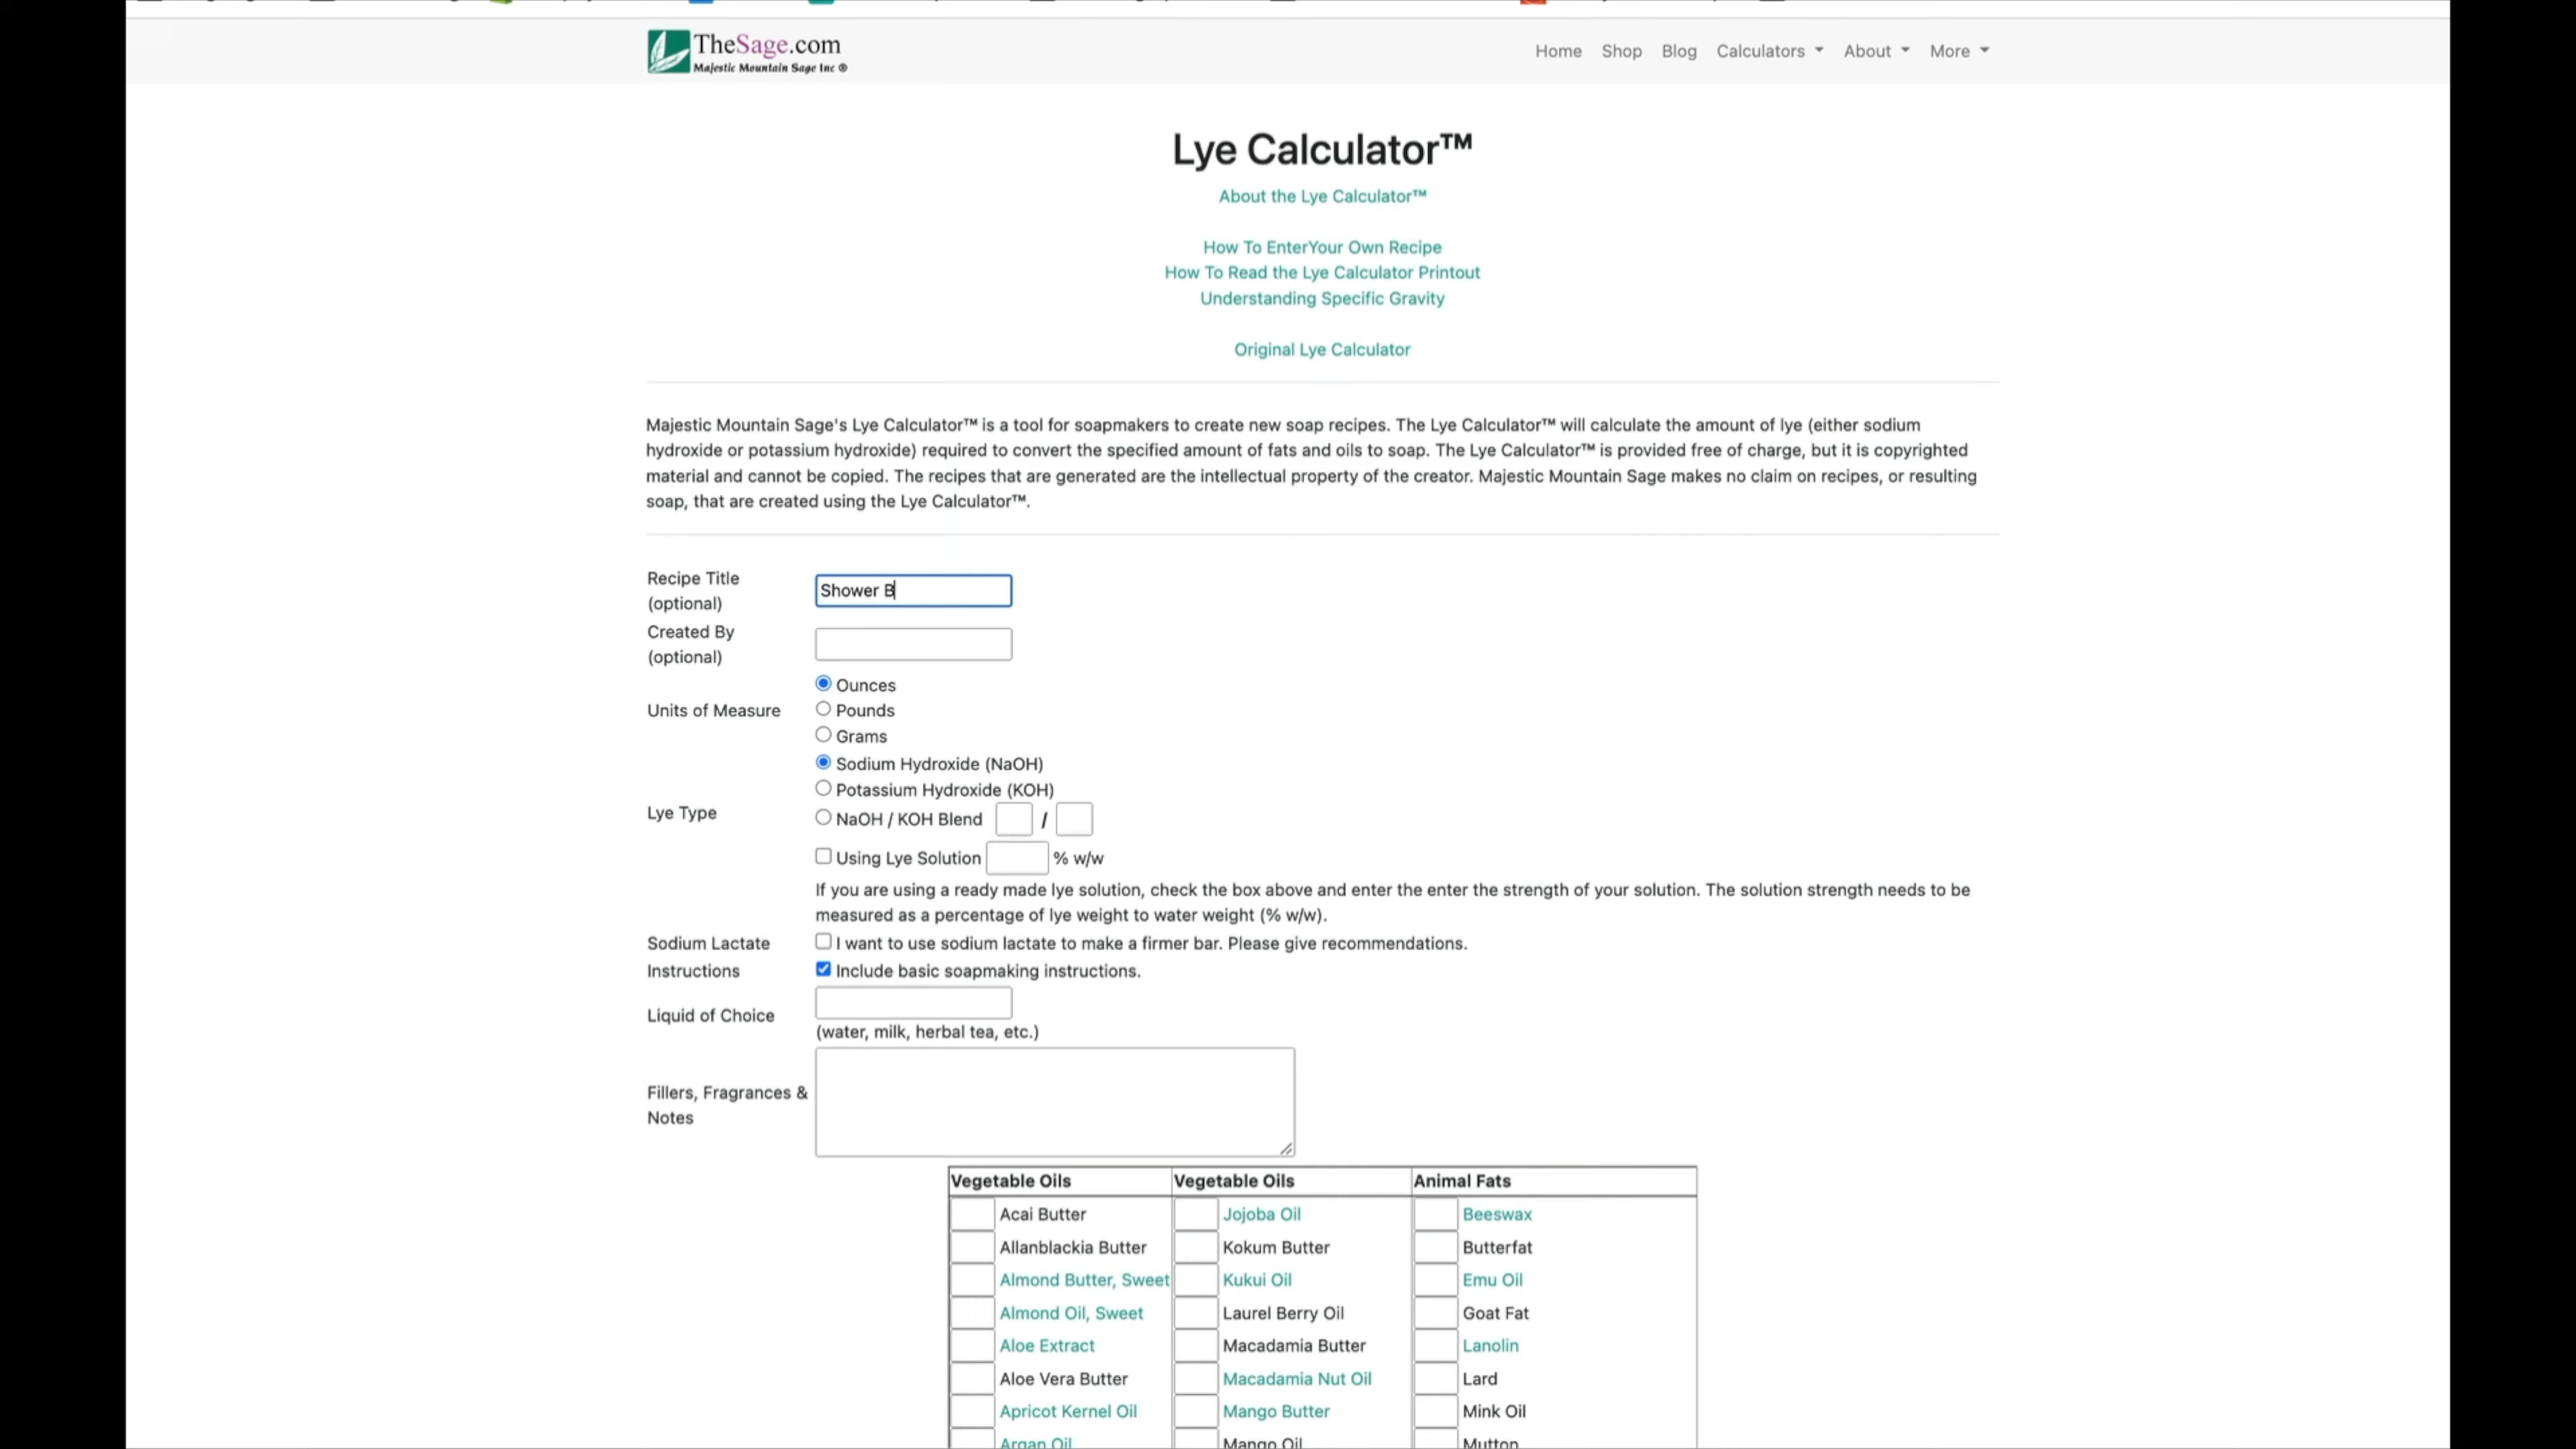 TheSage.com
Majestic Mountain Sage Inc ®
Home Shop Blog Calculators About More
Lye Calculator™
About the Lye Calculator™
How To EnterYour Own Recipe
How To Read the Lye Calculator Printout
Understanding Specific Gravity
Original Lye Calculator
Majestic Mountain Sage's Lye Calculator™ is a tool for soapmakers to create new soap recipes. The Lye Calculator™ will calculate the amount of lye (either sodium
hydroxide or potassium hydroxide) required to convert the specified amount of fats and oils to soap. The Lye Calculator™ is provided free of charge, but it is copyrighted
material and cannot be copied. The recipes that are generated are the intellectual property of the creator. Majestic Mountain Sage makes no claim on recipes, or resulting
soap, that are created using the Lye Calculator™.
Recipe Title
(optional)
Shower B
Created By
(optional)
Units of Measure
Ounces
Pounds
Grams
Lye Type
Sodium Hydroxide (NaOH)
Potassium Hydroxide (KOH)
NaOH / KOH Blend /
Using Lye Solution % w/w
If you are using a ready made lye solution, check the box above and enter the enter the strength of your solution. The solution strength needs to be
measured as a percentage of lye weight to water weight (% w/w).
Sodium Lactate I want to use sodium lactate to make a firmer bar. Please give recommendations.
Instructions Include basic soapmaking instructions.
Liquid of Choice
(water, milk, herbal tea, etc.)
Fillers, Fragrances &
Notes
Vegetable Oils Vegetable Oils Animal Fats
Acai Butter Jojoba Oil Beeswax
Allanblackia Butter Kokum Butter Butterfat
Almond Butter, Sweet Kukui Oil Emu Oil
Almond Oil, Sweet Laurel Berry Oil Goat Fat
Aloe Extract Macadamia Butter Lanolin
Aloe Vera Butter Macadamia Nut Oil Lard
Apricot Kernel Oil Mango Butter Mink Oil
Argan Oil Mango Oil Mutton